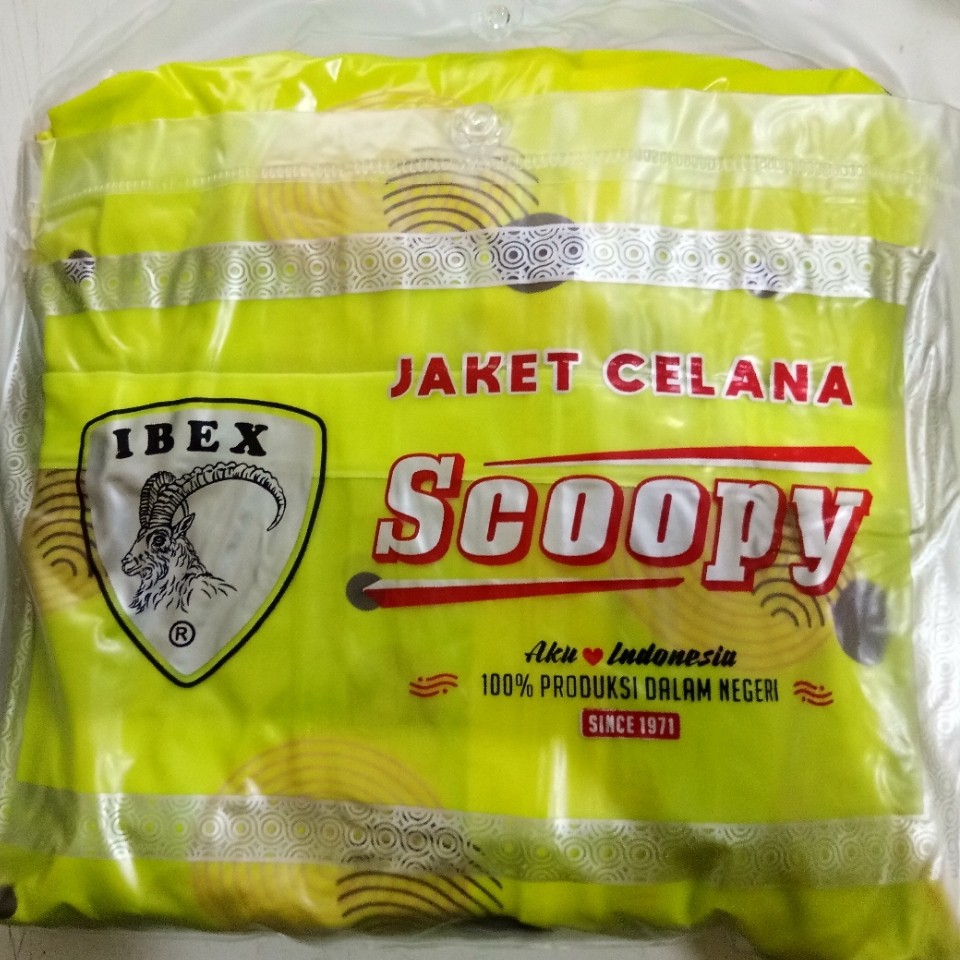 IBEX
®
JAKET CELANA
Scoopy
Aku ❤ Indonesia
100% PRODUKSI DALAM NEGERI
SINCE 1971